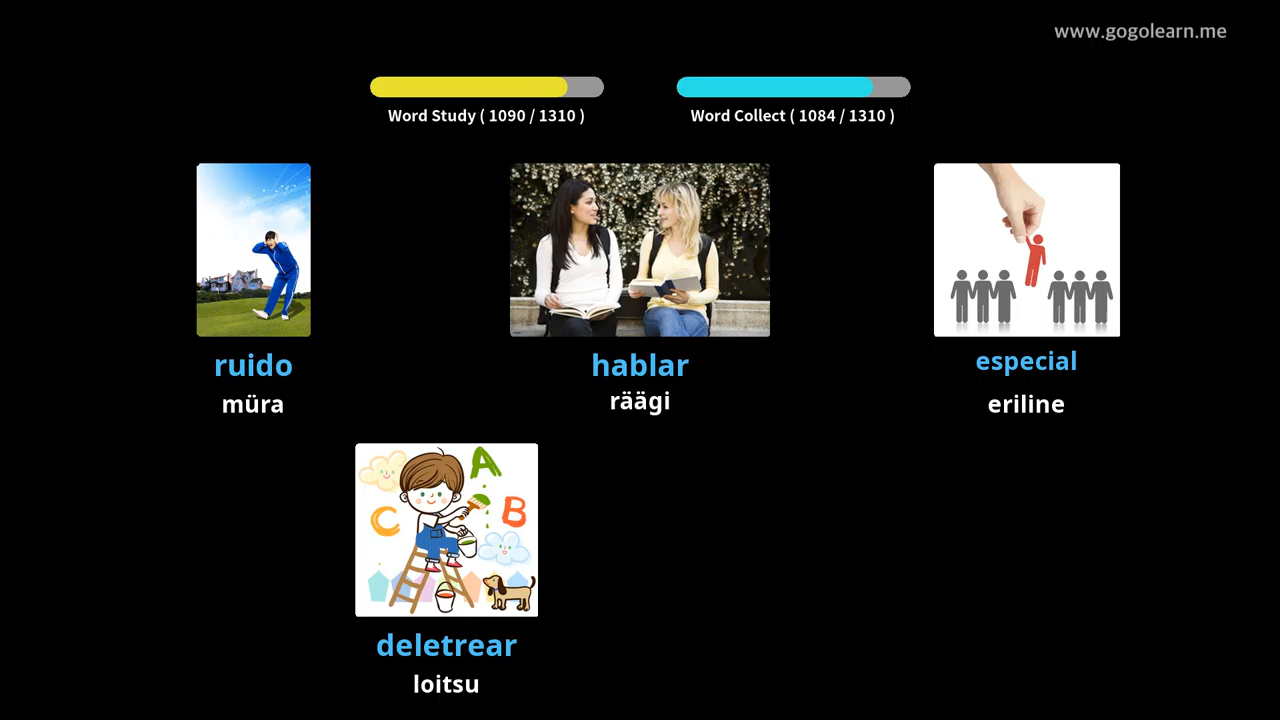 www.gogolearn.me
Word Study ( 1090 / 1310 )
Word Collect ( 1084 / 1310 )
ruido
müra
hablar
räägi
especial
eriline
A
B
C
deletrear
loitsu